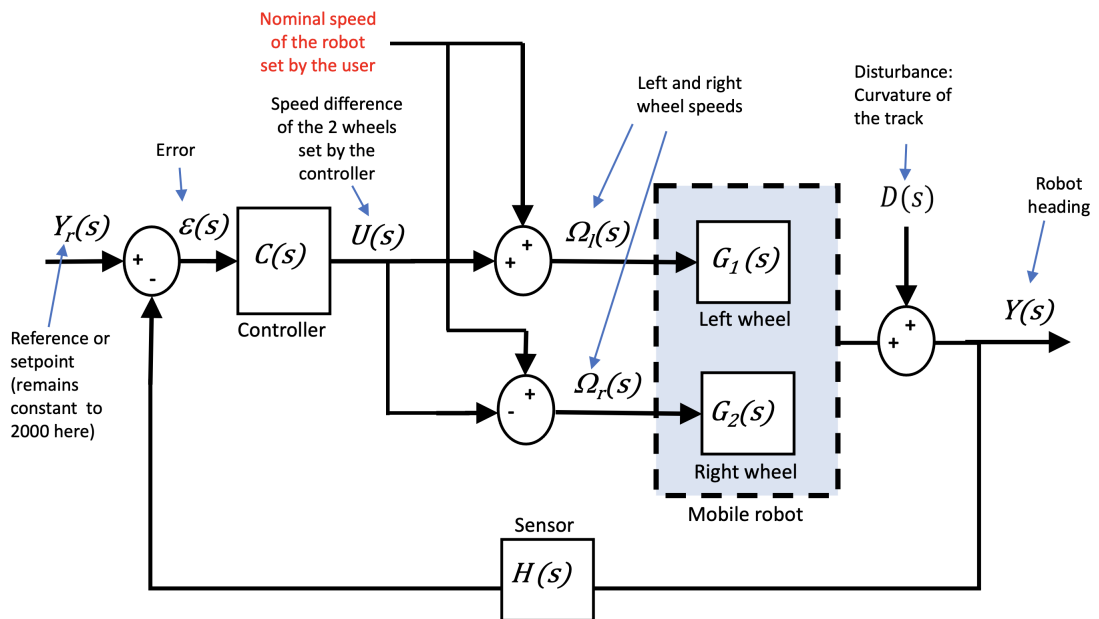 Nominal speed
of the robot
set by the user
Speed difference
of the 2 wheels
set by the
controller
Left and right
wheel speeds
Disturbance:
Curvature of
the track
Error
Robot
heading
D(s)
Yr(s)
ε(s)
U(s)
Ωl(s)
Y(s)
+
-
C(s)
+
+
G1(s)
+
+
Controller
Left wheel
Reference or
setpoint
(remains
constant to
2000 here)
Ωr(s)
+
-
G2(s)
Right wheel
Mobile robot
Sensor
H(s)